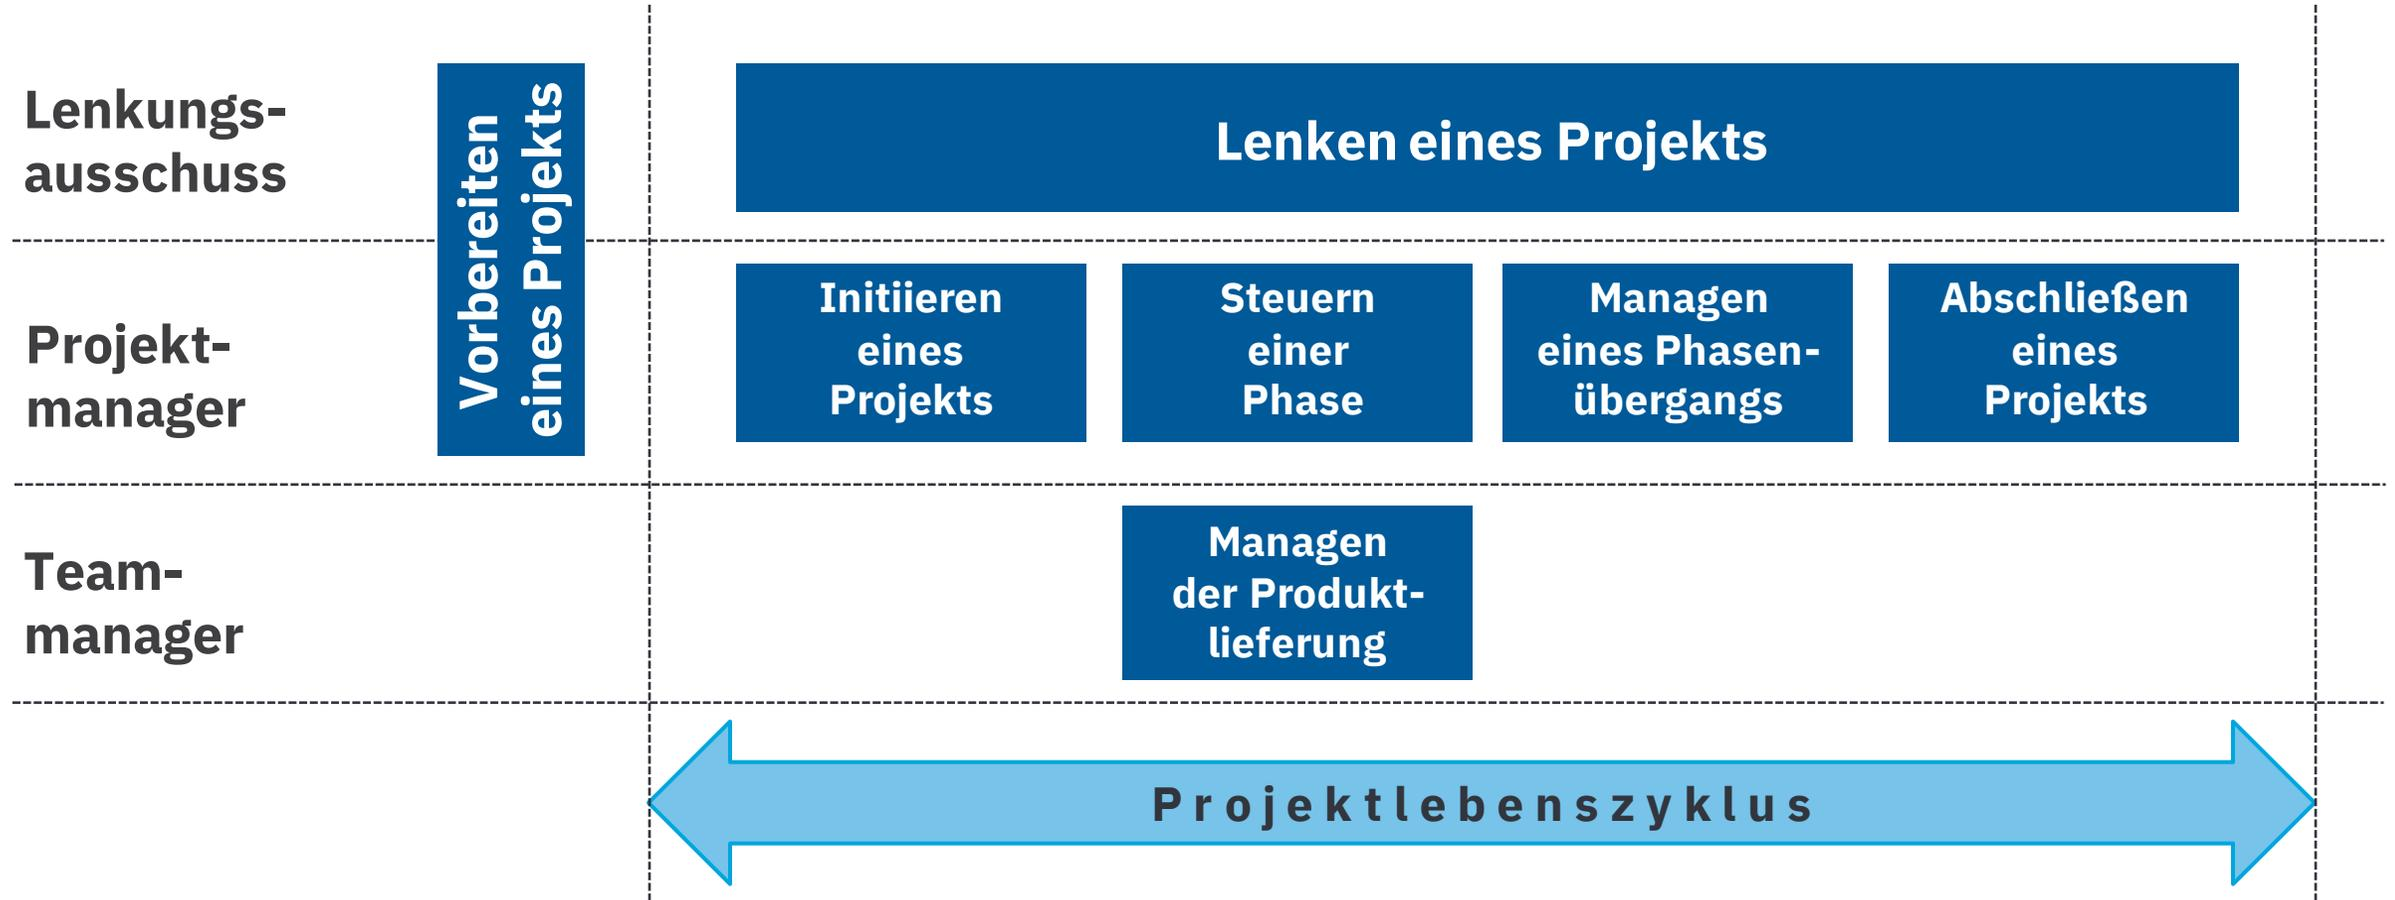 Lenkungs-
ausschuss
Vorbereiten
eines Projekts
Lenken eines Projekts
Projekt-
manager
Initiieren
eines
Projekts
Steuern
einer
Phase
Managen
eines Phasen-
übergangs
Abschließen
eines
Projekts
Team-
manager
Managen
der Produkt-
lieferung
Projektlebenszyklus